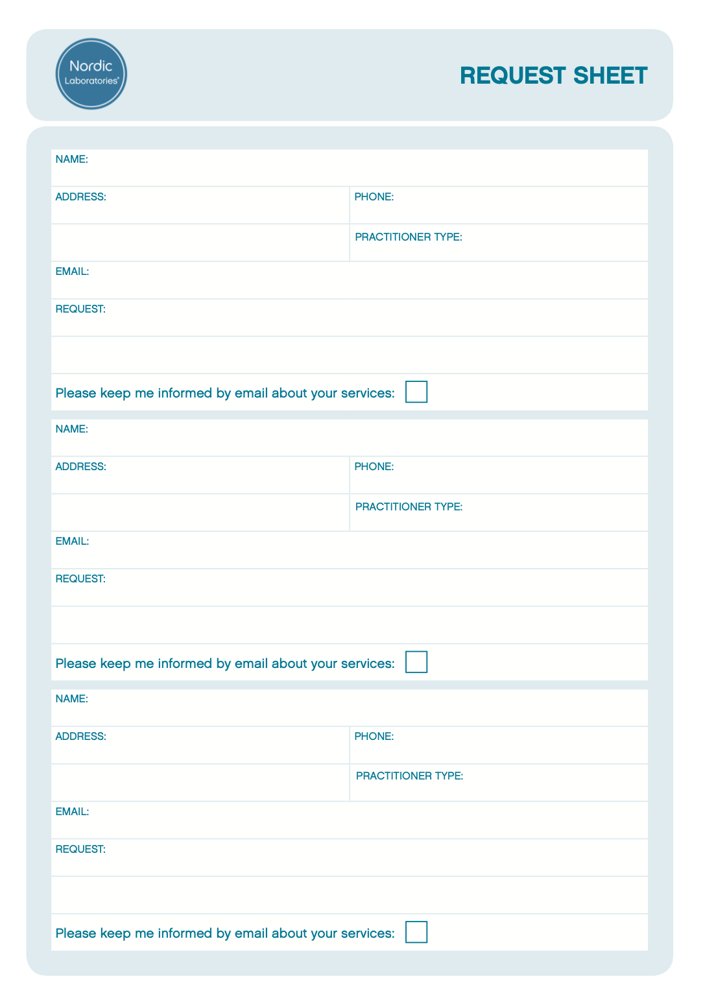 Nordic
Laboratories®
REQUEST SHEET
NAME:
ADDRESS:
PHONE:
PRACTITIONER TYPE:
EMAIL:
REQUEST:
Please keep me informed by email about your services:
NAME:
ADDRESS:
PHONE:
PRACTITIONER TYPE:
EMAIL:
REQUEST:
Please keep me informed by email about your services:
NAME:
ADDRESS:
PHONE:
PRACTITIONER TYPE:
EMAIL:
REQUEST:
Please keep me informed by email about your services: